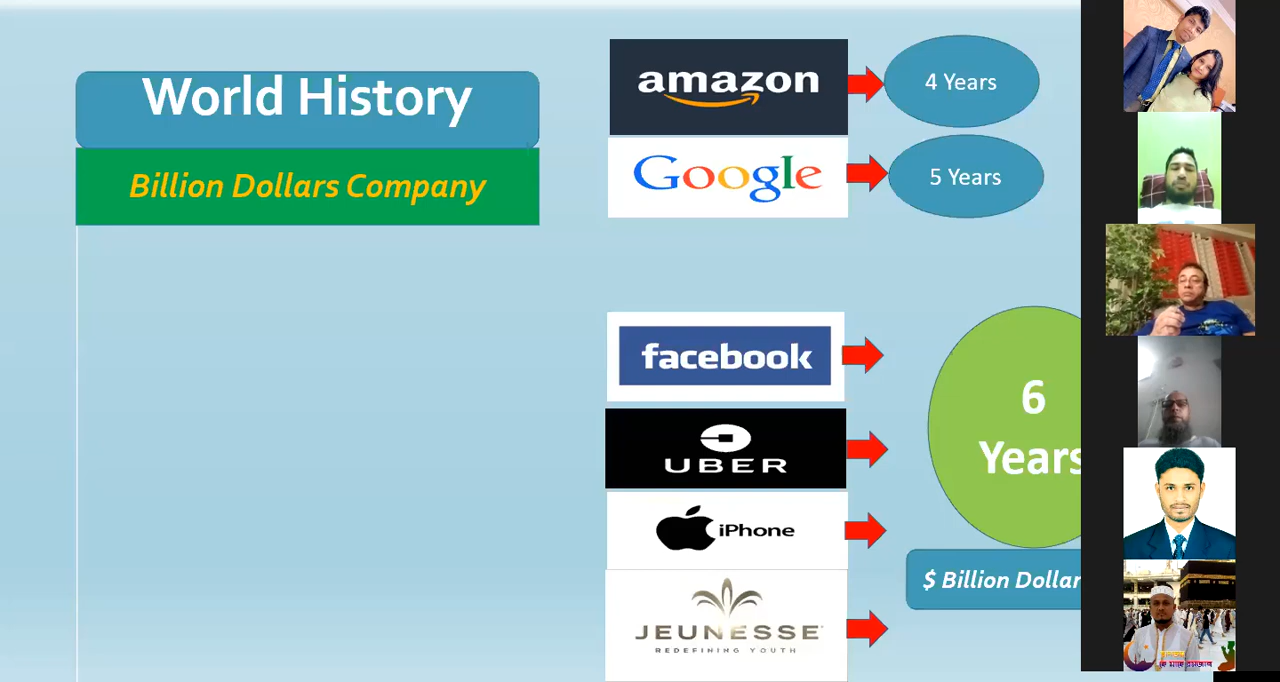 World History
Billion Dollars Company
amazon
4 Years
Google
5 Years
facebook
UBER
iPhone
6
Years
$ Billion Dollar
JEUNESSE
REDEFINING YOUTH